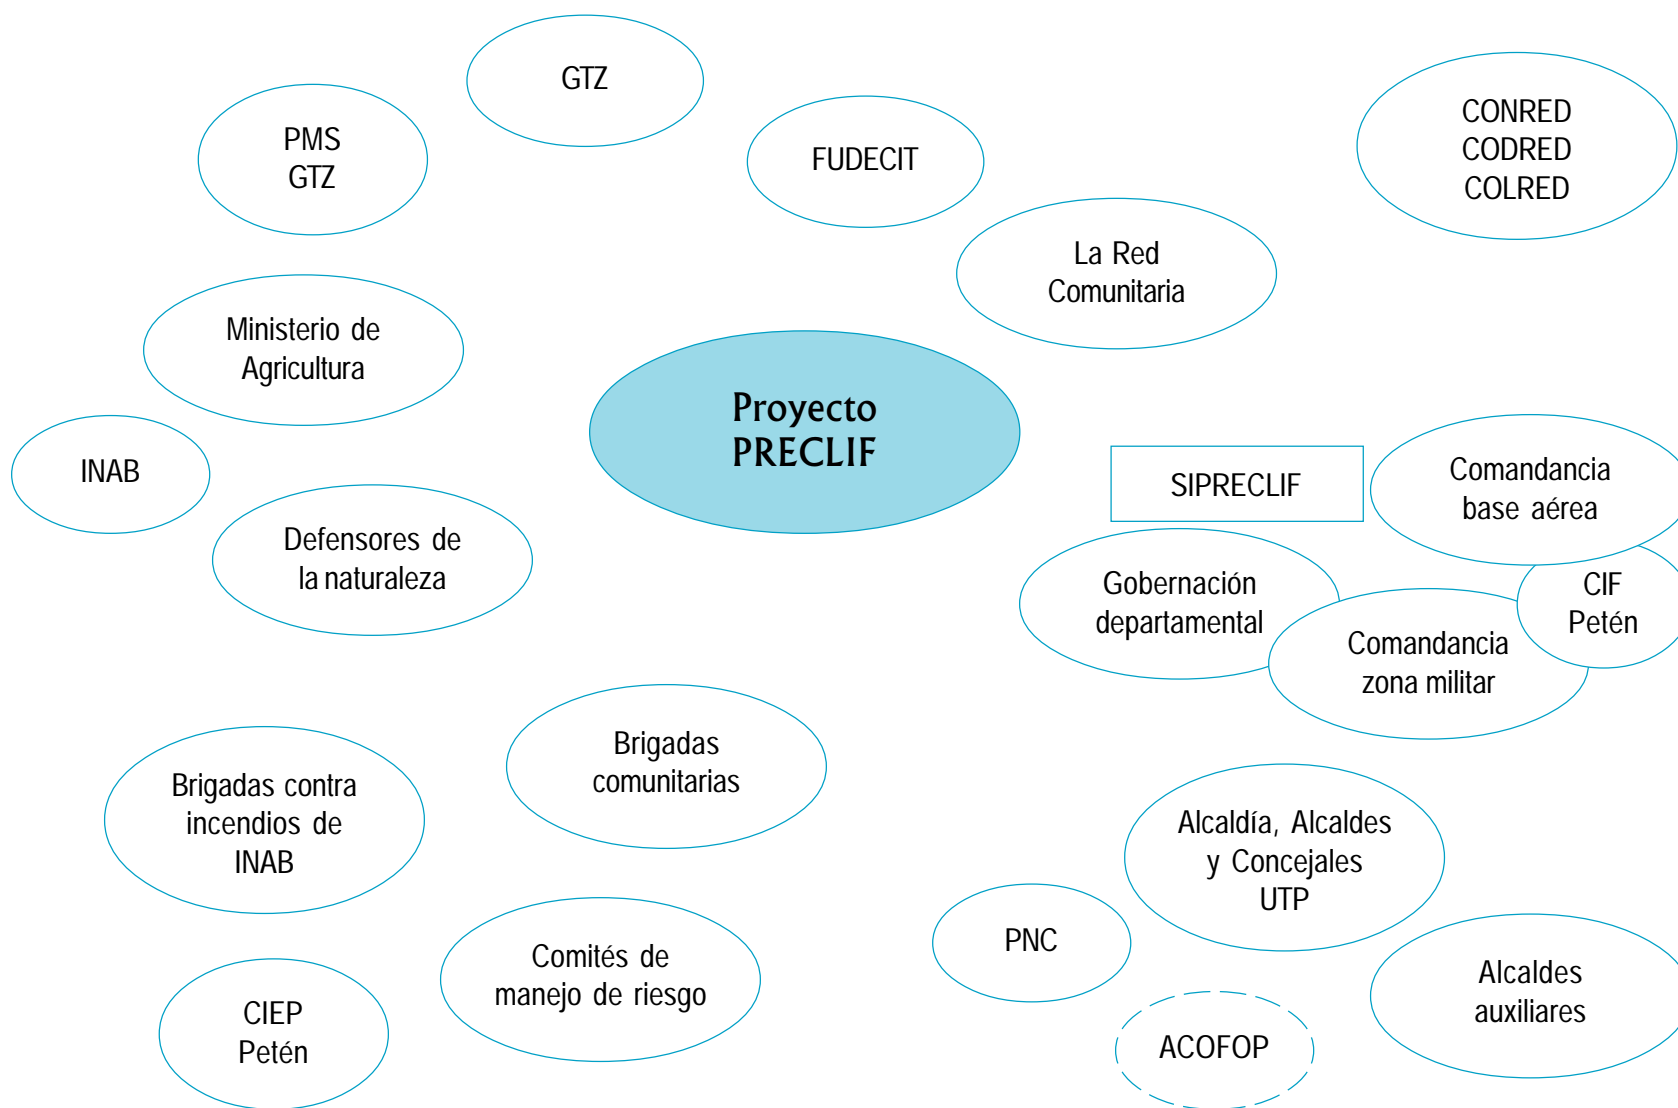 GTZ
PMS
GTZ
FUDECIT
CONRED
CODRED
COLRED
La Red
Comunitaria
Ministerio de
Agricultura
Proyecto
PRECLIF
INAB
SIPRECLIF
Comandancia
base aérea
Defensores de
la naturaleza
Gobernación
departamental
CIF
Petén
Comandancia
zona militar
Brigadas
comunitarias
Brigadas contra
incendios de
INAB
Alcaldía, Alcaldes
y Concejales
UTP
PNC
Comités de
manejo de riesgo
Alcaldes
auxiliares
CIEP
Petén
ACOFOP